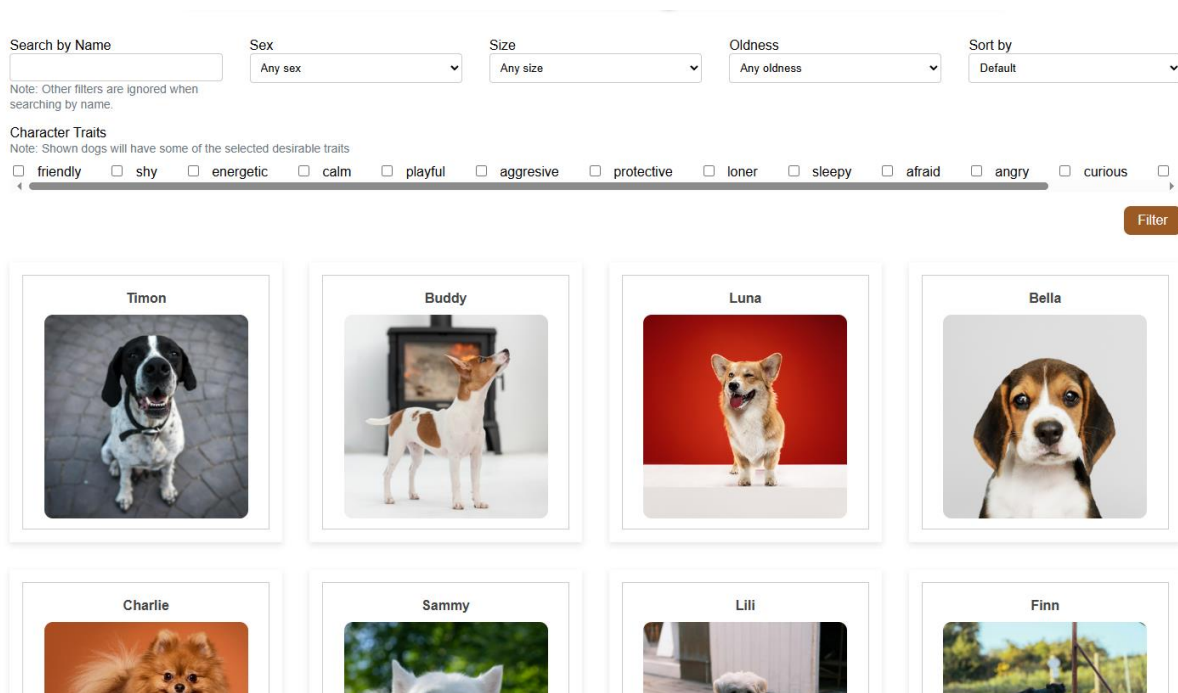 Search by Name
Sex
Size
Oldness
Sort by
Any sex
Any size
Any oldness
Default
Note: Other filters are ignored when
searching by name.
Character Traits
Note: Shown dogs will have some of the selected desirable traits
friendly shy energetic calm playful aggresive protective loner sleepy afraid angry curious
Filter
Timon
Buddy
Luna
Bella
Charlie
Sammy
Lili
Finn